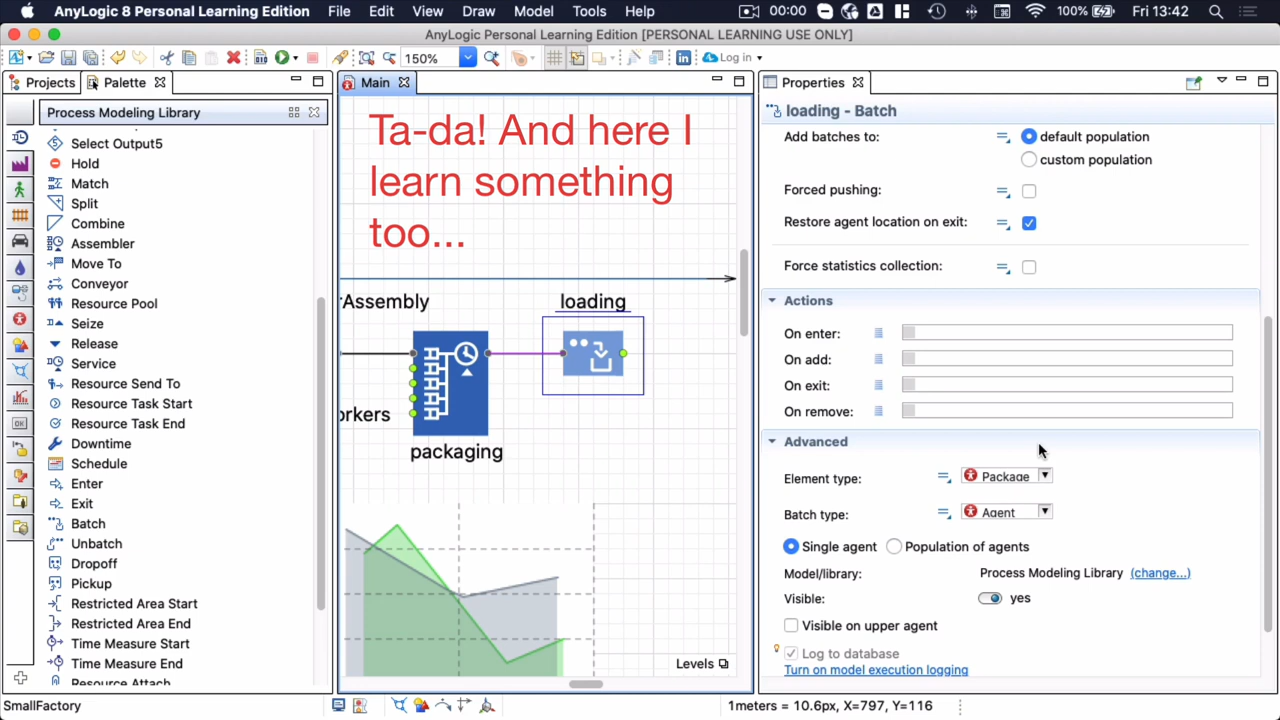 AnyLogic 8 Personal Learning Edition File Edit View Draw Model Tools Help 00:00 100% Fri 13:42
AnyLogic Personal Learning Edition [PERSONAL LEARNING USE ONLY]
150% Log in
Projects Palette
Main
Properties
Process Modeling Library
Select Output5
Hold
Match
Split
Combine
Assembler
Move To
Conveyor
Resource Pool
Seize
Release
Service
Resource Send To
Resource Task Start
Resource Task End
Downtime
Schedule
Enter
Exit
Batch
Unbatch
Dropoff
Pickup
Restricted Area Start
Restricted Area End
Time Measure Start
Time Measure End
Resource Attach
Ta-da! And here I
learn something
too...
rAssembly
loading
orkers
packaging
Levels
loading - Batch
Add batches to: default population
custom population
Forced pushing:
Restore agent location on exit:
Force statistics collection:
Actions
On enter:
On add:
On exit:
On remove:
Advanced
Element type: Package
Batch type: Agent
Single agent Population of agents
Model/library: Process Modeling Library (change...)
Visible: yes
Visible on upper agent
Log to database
Turn on model execution logging
SmallFactory
1meters = 10.6px, X=797, Y=116